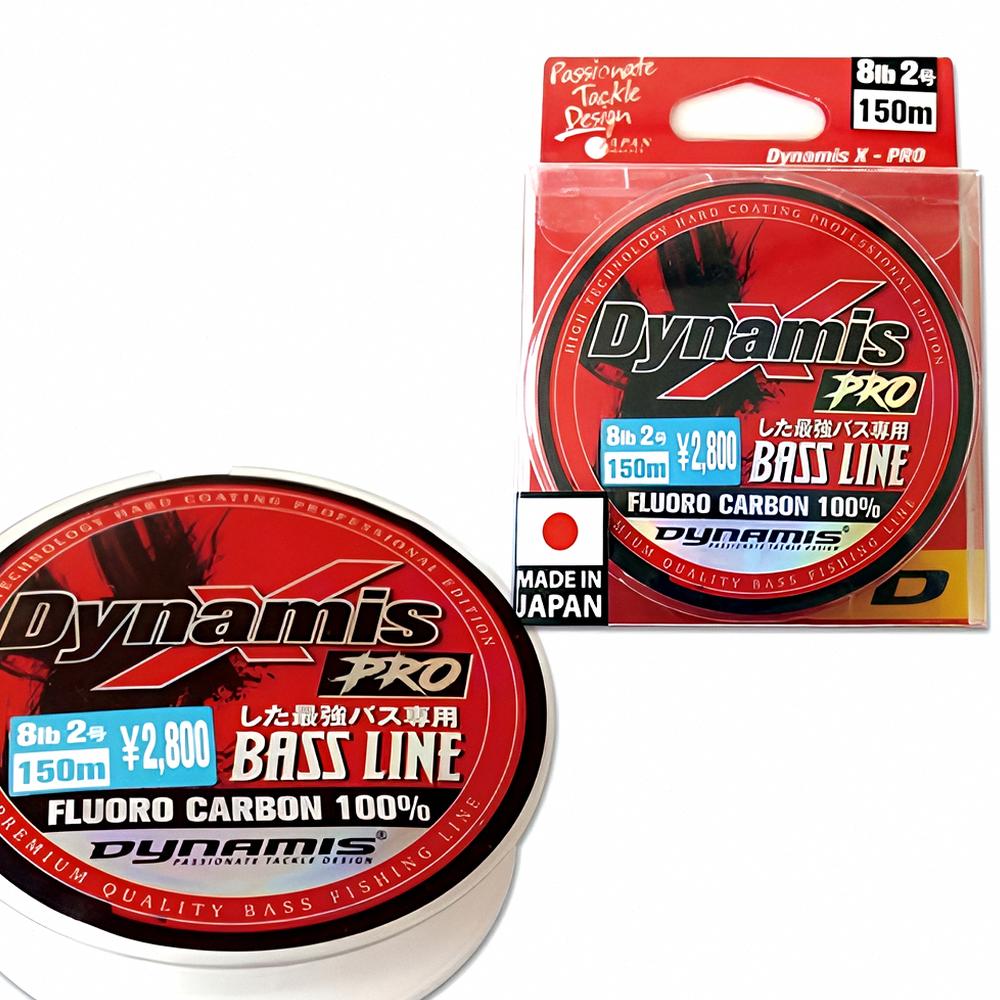 Passionate
Tackle
Design
JAPAN
8lb 2号
150m
Dynamis X - PRO
HIGH TECHNOLOGY HARD COATING PROFESSIONAL EDITION
Dynamis X
PRO
した最強バス専用
8lb 2号
150m
¥2,800
BASS LINE
FLUORO CARBON 100%
DYNAMIS®
PASSIONATE TACKLE DESIGN
MIUM QUALITY BASS FISHING LINE
MADE IN
JAPAN
D
TECHNOLOGY HARD COATING PROFESSIONAL EDITION
Dynamis X
PRO
した最強バス専用
8lb 2号
150m
¥2,800
BASS LINE
FLUORO CARBON 100%
DYNAMIS®
PASSIONATE TACKLE DESIGN
PREMIUM QUALITY BASS FISHING LINE